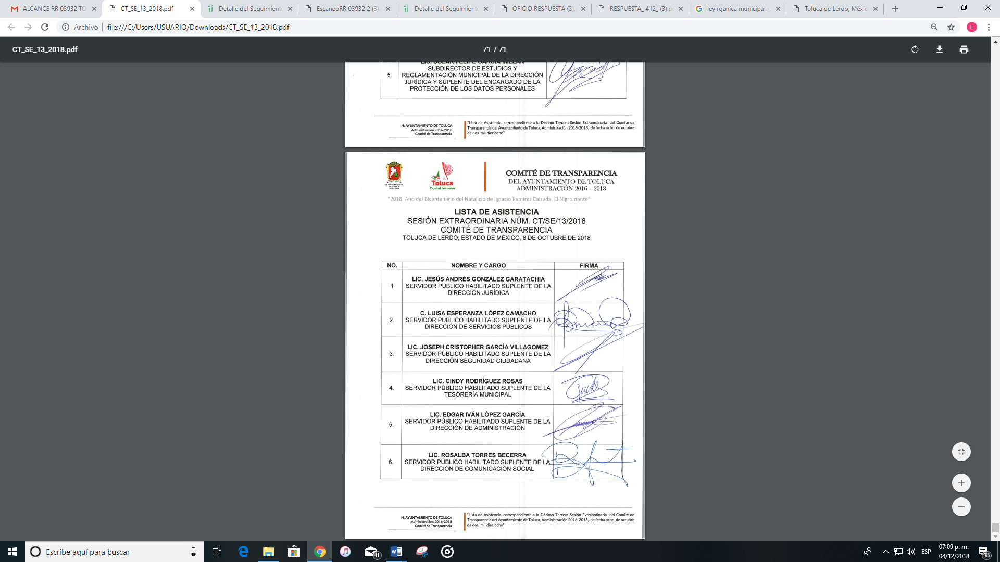 ALCANCE RR 03932 TO
CT_SE_13_2018.pdf
Detalle del Seguimiento
EscaneoRR 03932 2 (3).
Detalle del Seguimiento
OFICIO RESPUESTA (3).
RESPUESTA_ 412_ (3).p
ley rganica municipal -
Toluca de Lerdo, Méxic
Archivo
file:///C:/Users/USUARIO/Downloads/CT_SE_13_2018.pdf
L
CT_SE_13_2018.pdf
71 / 71
LIC. SOLAR FELIPE GARCÍA MILLÁN
5.
SUBDIRECTOR DE ESTUDIOS Y
REGLAMENTACIÓN MUNICIPAL DE LA DIRECCIÓN
JURÍDICA Y SUPLENTE DEL ENCARGADO DE LA
PROTECCIÓN DE LOS DATOS PERSONALES
H. AYUNTAMIENTO DE TOLUCA
Administración 2016-2018
Comité de Transparencia
"Lista de Asistencia, correspondiente a la Décimo Tercera Sesión Extraordinaria del Comité de
Transparencia del Ayuntamiento de Toluca, Administración 2016-2018, de fecha ocho de octubre
de dos mil dieciocho"
H. AYUNTAMIENTO
DE TOLUCA
2016 - 2018
Toluca
Capital con valor
COMITÉ DE TRANSPARENCIA
DEL AYUNTAMIENTO DE TOLUCA
ADMINISTRACIÓN 2016 – 2018
"2018. Año del Bicentenario del Natalicio de Ignacio Ramírez Calzada. El Nigromante"
LISTA DE ASISTENCIA
SESIÓN EXTRAORDINARIA NÚM. CT/SE/13/2018
COMITÉ DE TRANSPARENCIA
TOLUCA DE LERDO; ESTADO DE MÉXICO, 8 DE OCTUBRE DE 2018
NO. NOMBRE Y CARGO FIRMA
1
LIC. JESÚS ANDRÉS GONZÁLEZ GARATACHIA
SERVIDOR PÚBLICO HABILITADO SUPLENTE DE LA
DIRECCIÓN JURÍDICA
2.
C. LUISA ESPERANZA LÓPEZ CAMACHO
SERVIDOR PÚBLICO HABILITADO SUPLENTE DE LA
DIRECCIÓN DE SERVICIOS PÚBLICOS
3.
LIC. JOSEPH CRISTOPHER GARCÍA VILLAGOMEZ
SERVIDOR PÚBLICO HABILITADO SUPLENTE DE LA
DIRECCIÓN SEGURIDAD CIUDADANA
4.
LIC. CINDY RODRÍGUEZ ROSAS
SERVIDOR PÚBLICO HABILITADO SUPLENTE DE LA
TESORERÍA MUNICIPAL
5.
LIC. EDGAR IVÁN LÓPEZ GARCÍA
SERVIDOR PÚBLICO HABILITADO SUPLENTE DE LA
DIRECCIÓN DE ADMINISTRACIÓN
6.
LIC. ROSALBA TORRES BECERRA
SERVIDOR PÚBLICO HABILITADO SUPLENTE DE LA
DIRECCIÓN DE COMUNICACIÓN SOCIAL
H. AYUNTAMIENTO DE TOLUCA
Administración 2016-2018
Comité de Transparencia
"Lista de Asistencia, correspondiente a la Décimo Tercera Sesión Extraordinaria del Comité de
Transparencia del Ayuntamiento de Toluca, Administración 2016-2018, de fecha ocho de octubre
de dos mil dieciocho"
Escribe aquí para buscar
8
ESP
07:09 p. m.
04/12/2018
18